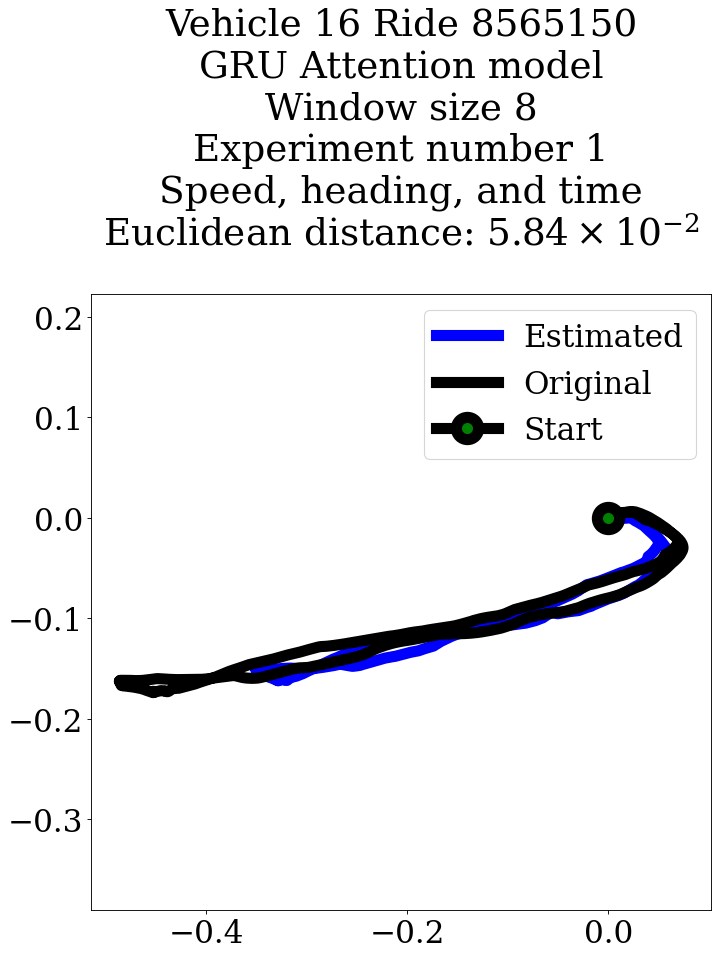 Vehicle 16 Ride 8565150
GRU Attention model
Window size 8
Experiment number 1
Speed, heading, and time
Euclidean distance: 5.84 × 10⁻²
Estimated
Original
Start
0.2
0.1
0.0
−0.1
−0.2
−0.3
−0.4 −0.2 0.0